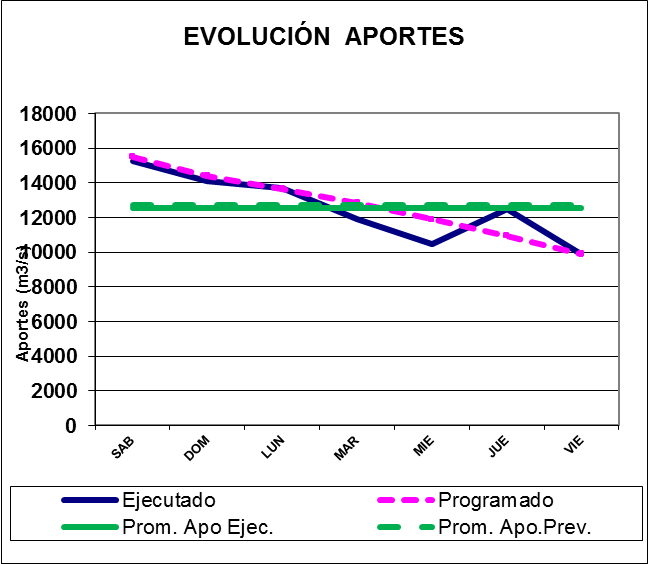 EVOLUCIÓN APORTES
18000
16000
14000
12000
10000
8000
6000
4000
2000
0
Aportes (m3/s)
SAB DOM LUN MAR MIE JUE VIE
Ejecutado Programado
Prom. Apo Ejec. Prom. Apo.Prev.